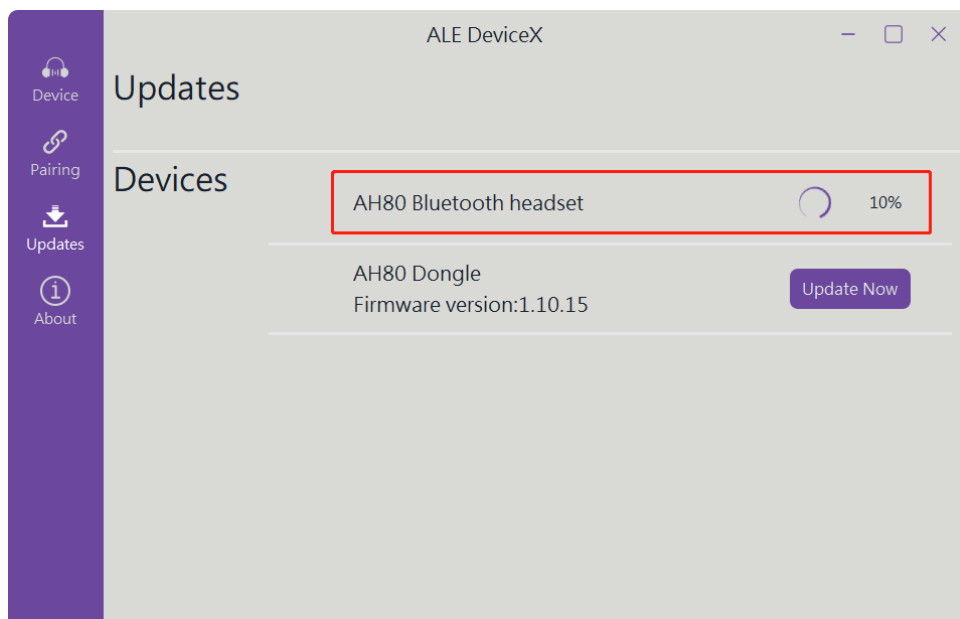 ALE DeviceX
Device
Pairing
Updates
About
Updates
Devices
AH80 Bluetooth headset
10%
AH80 Dongle
Firmware version:1.10.15
Update Now